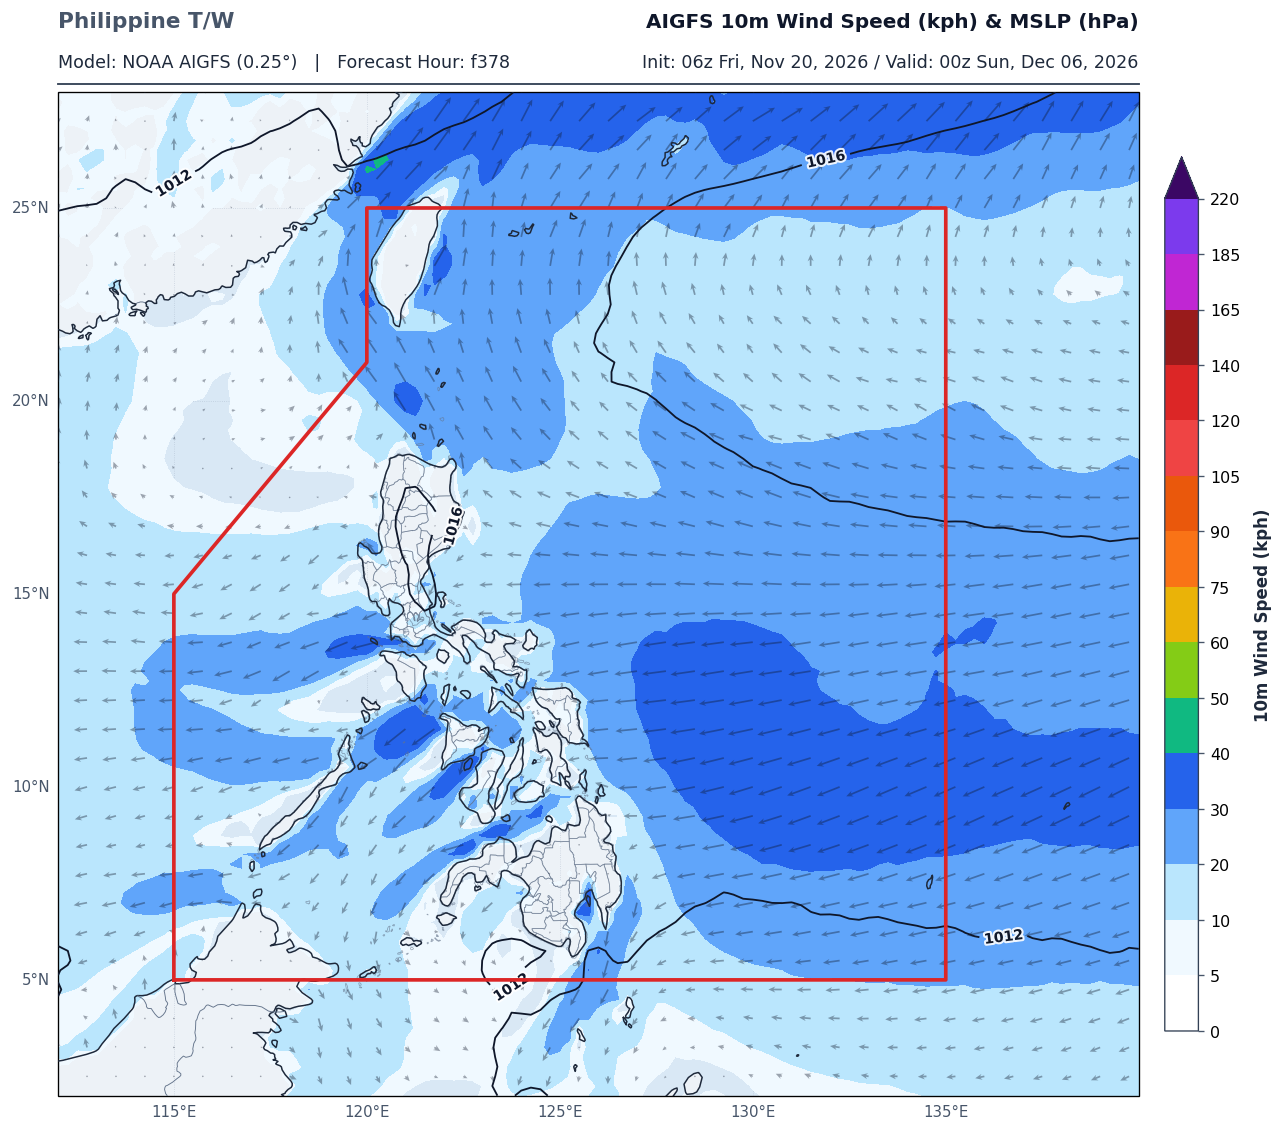 Philippine T/W
AIGFS 10m Wind Speed (kph) & MSLP (hPa)
Model: NOAA AIGFS (0.25°) | Forecast Hour: f378
Init: 06z Fri, Nov 20, 2026 / Valid: 00z Sun, Dec 06, 2026
1012
1016
1016
1012
1012
25°N
20°N
15°N
10°N
5°N
115°E
120°E
125°E
130°E
135°E
220
185
165
140
120
105
90
75
60
50
40
30
20
10
5
0
10m Wind Speed (kph)